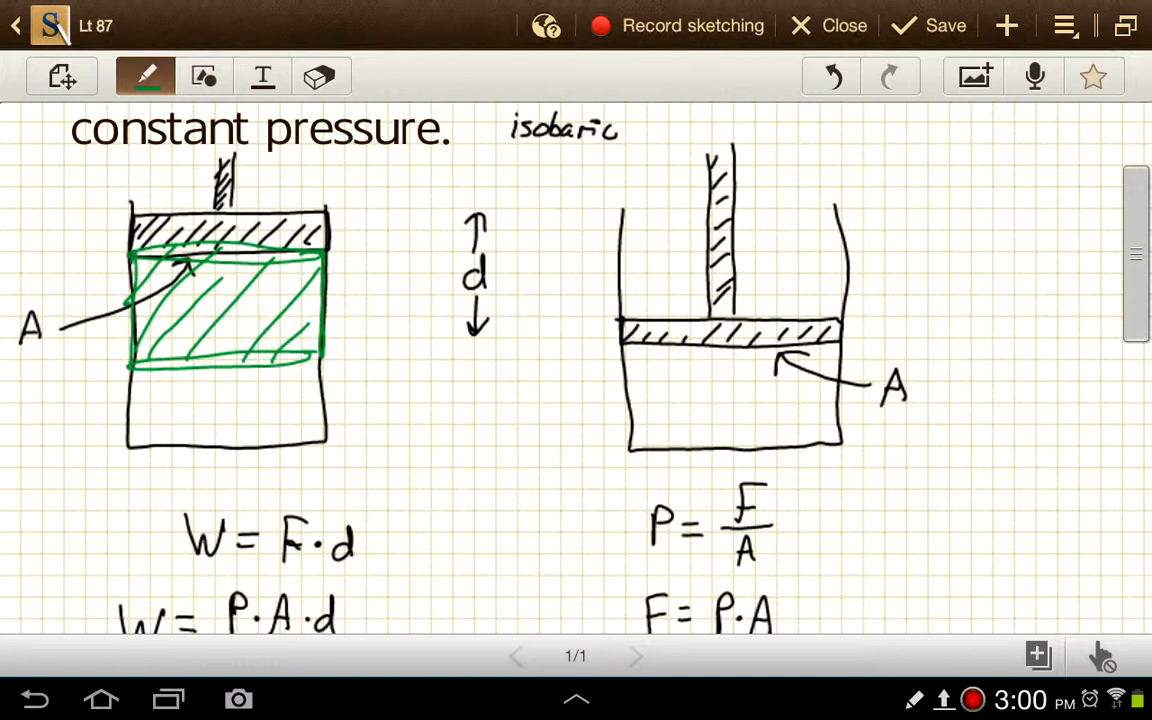 S Lt 87 Record sketching Close Save
T
constant pressure. isobaric
d
A
A
W = F · d
P = F / A
W = P · A · d
F = P · A
1/1
3:00 PM